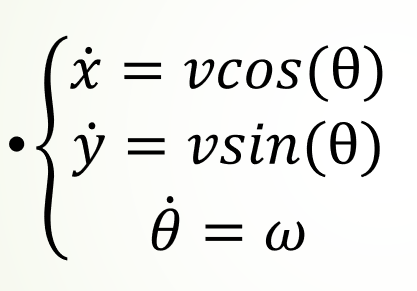 • { ẋ = vcos(θ)
ẏ = vsin(θ)
θ̇ = ω